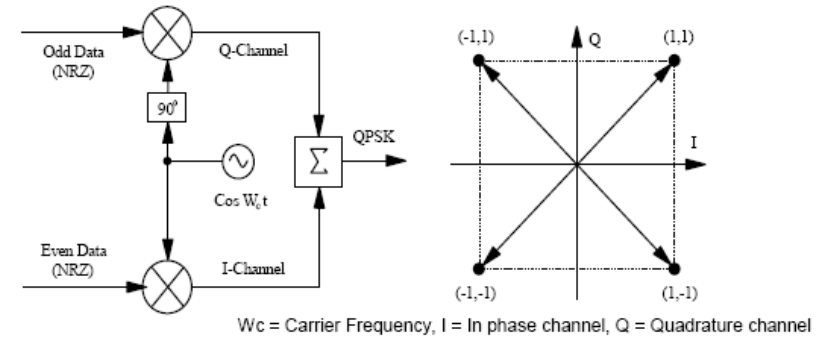 Odd Data
(NRZ)
Q-Channel
90°
Cos Wct
Σ
QPSK
Even Data
(NRZ)
I-Channel
(-1,1)
Q
(1,1)
I
(-1,-1)
(1,-1)
Wc = Carrier Frequency, I = In phase channel, Q = Quadrature channel